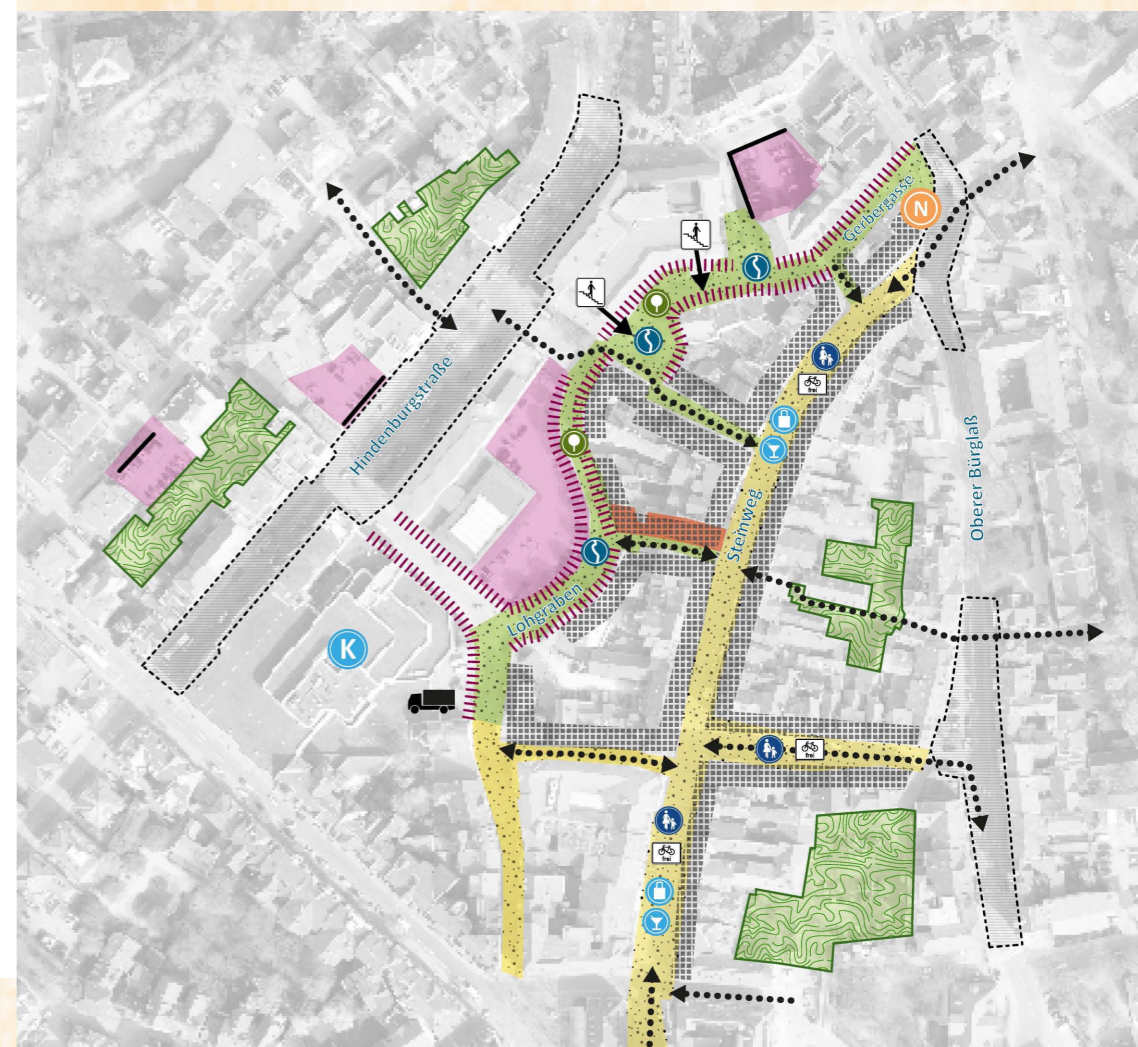 Gerbergasse
N
frei
Hindenburgstraße
Oberer Bürglaß
Steinweg
Lohgraben
K
frei
frei